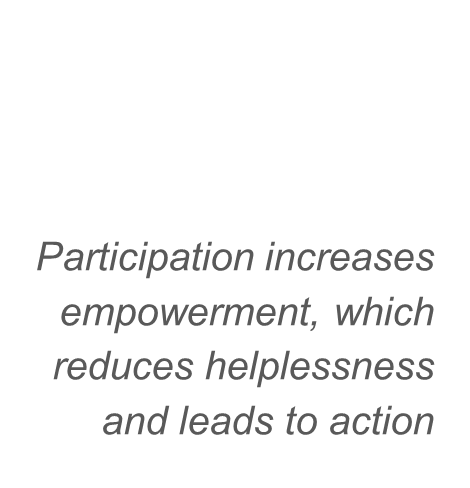 Participation increases
empowerment, which
reduces helplessness
and leads to action